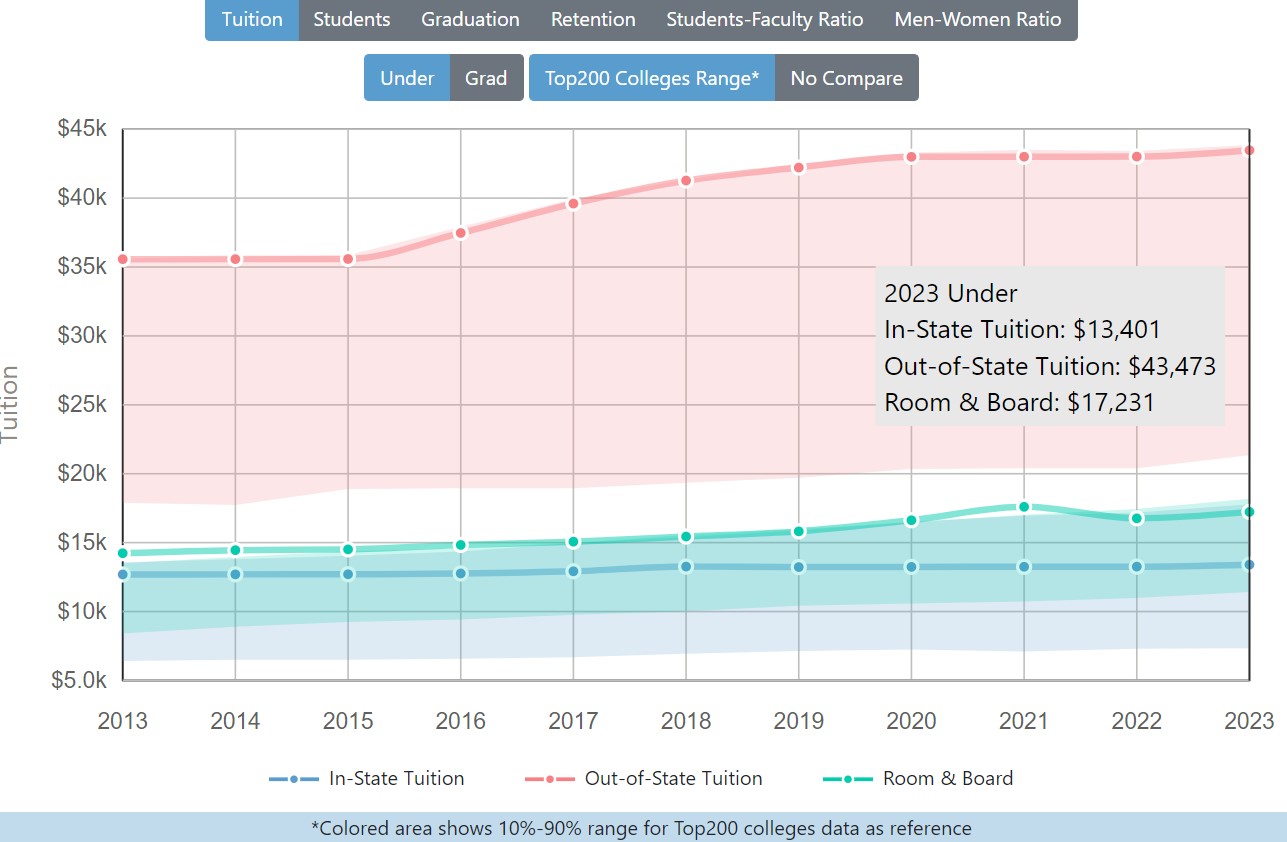 Tuition Students Graduation Retention Students-Faculty Ratio Men-Women Ratio
Under Grad Top200 Colleges Range* No Compare
$45k
$40k
$35k
$30k
$25k
$20k
$15k
$10k
$5.0k
Tuition
2023 Under
In-State Tuition: $13,401
Out-of-State Tuition: $43,473
Room & Board: $17,231
2013 2014 2015 2016 2017 2018 2019 2020 2021 2022 2023
In-State Tuition Out-of-State Tuition Room & Board
*Colored area shows 10%-90% range for Top200 colleges data as reference